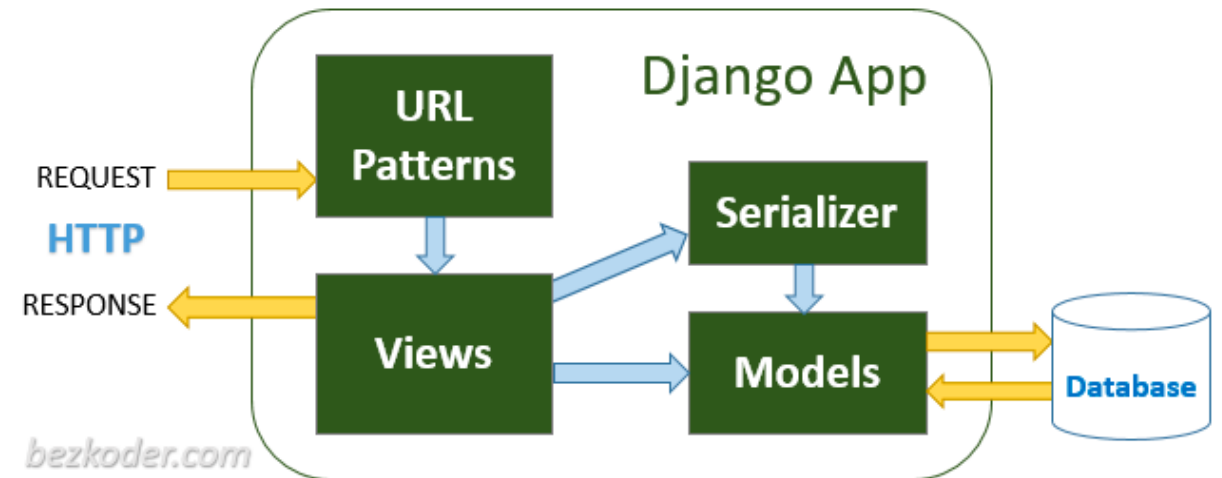 Django App
URL
Patterns
REQUEST
HTTP
RESPONSE
Serializer
Views
Models
Database
bezkoder.com